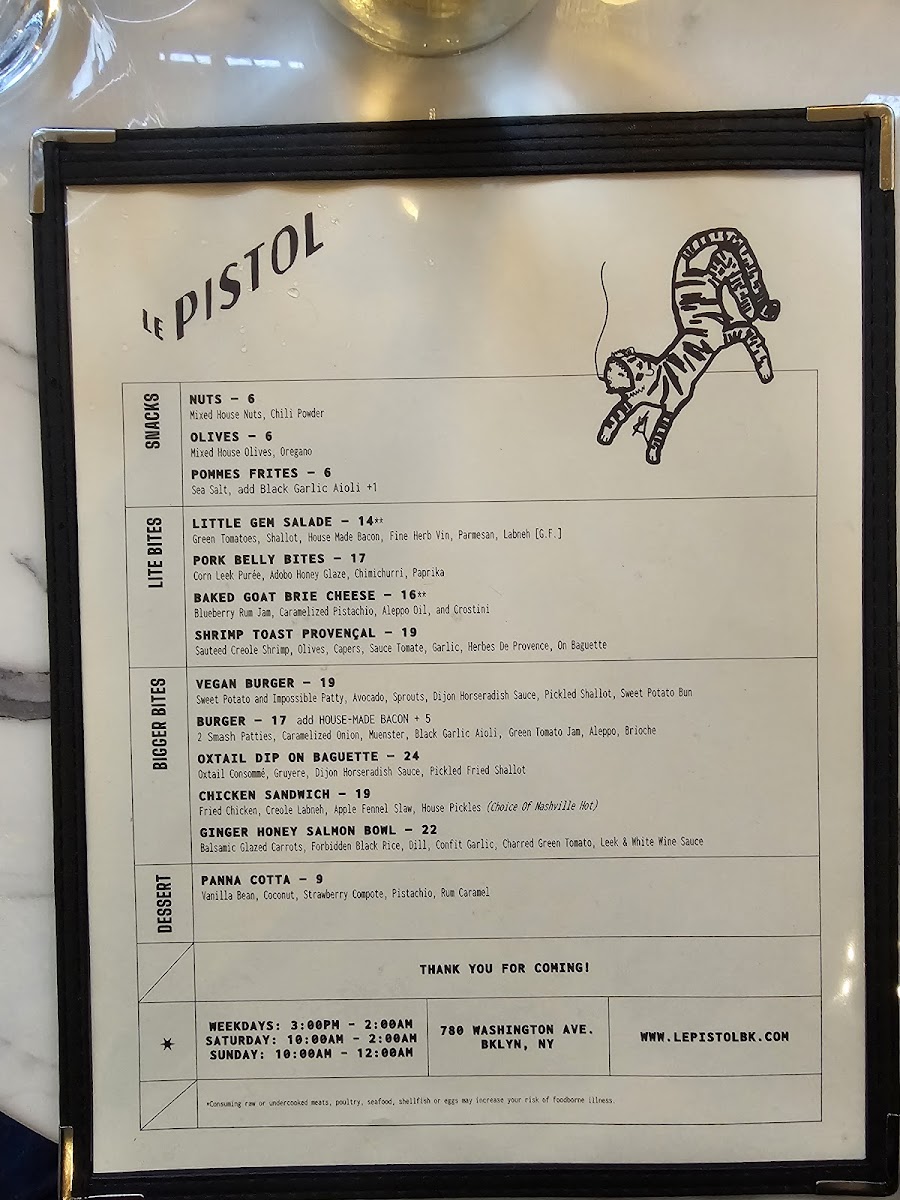 LE PISTOL
SNACKS
NUTS – 6
Mixed House Nuts, Chili Powder
OLIVES – 6
Mixed House Olives, Oregano
POMMES FRITES – 6
Sea Salt, add Black Garlic Aioli +1
LITE BITES
LITTLE GEM SALADE – 14**
Green Tomatoes, Shallot, House Made Bacon, Fine Herb Vin, Parmesan, Labneh [G.F.]
PORK BELLY BITES – 17
Corn Leek Purée, Adobo Honey Glaze, Chimichurri, Paprika
BAKED GOAT BRIE CHEESE – 16**
Blueberry Rum Jam, Caramelized Pistachio, Aleppo Oil, and Crostini
SHRIMP TOAST PROVENÇAL – 19
Sauteed Creole Shrimp, Olives, Capers, Sauce Tomate, Garlic, Herbes De Provence, On Baguette
BIGGER BITES
VEGAN BURGER – 19
Sweet Potato and Impossible Patty, Avocado, Sprouts, Dijon Horseradish Sauce, Pickled Shallot, Sweet Potato Bun
BURGER – 17 add HOUSE-MADE BACON + 5
2 Smash Patties, Caramelized Onion, Muenster, Black Garlic Aioli, Green Tomato Jam, Aleppo, Brioche
OXTAIL DIP ON BAGUETTE – 24
Oxtail Consommé, Gruyere, Dijon Horseradish Sauce, Pickled Fried Shallot
CHICKEN SANDWICH – 19
Fried Chicken, Creole Labneh, Apple Fennel Slaw, House Pickles (Choice Of Nashville Hot)
GINGER HONEY SALMON BOWL – 22
Balsamic Glazed Carrots, Forbidden Black Rice, Dill, Confit Garlic, Charred Green Tomato, Leek & White Wine Sauce
DESSERT
PANNA COTTA – 9
Vanilla Bean, Coconut, Strawberry Compote, Pistachio, Rum Caramel
THANK YOU FOR COMING!
WEEKDAYS: 3:00PM – 2:00AM
SATURDAY: 10:00AM – 2:00AM
SUNDAY: 10:00AM – 12:00AM
780 WASHINGTON AVE.
BKLYN, NY
WWW.LEPISTOLBK.COM
*Consuming raw or undercooked meats, poultry, seafood, shellfish or eggs may increase your risk of foodborne illness.